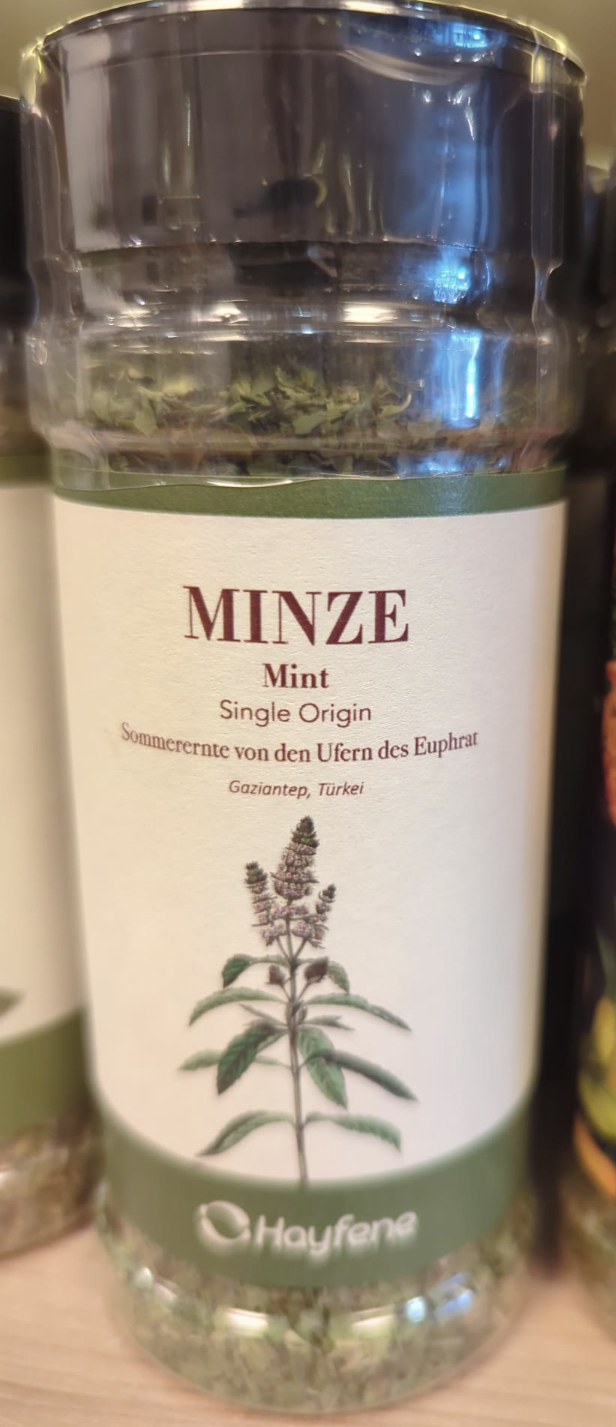 MINZE
Mint
Single Origin
Sommerernte von den Ufern des Euphrat
Gaziantep, Türkei
Hayfene